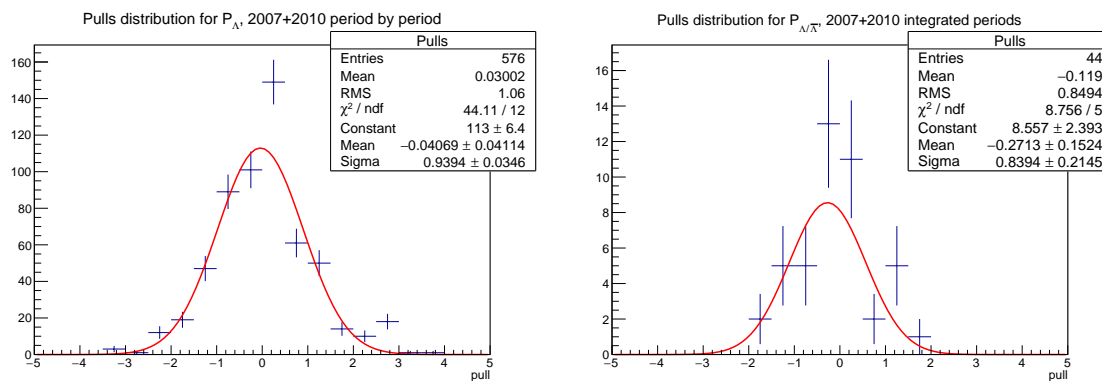 Pulls distribution for P_Λ, 2007+2010 period by period
Pulls
Entries 576
Mean 0.03002
RMS 1.06
χ² / ndf 44.11 / 12
Constant 113 ± 6.4
Mean −0.04069 ± 0.04114
Sigma 0.9394 ± 0.0346
160
140
120
100
80
60
40
20
0
−5 −4 −3 −2 −1 0 1 2 3 4 5
pull
Pulls distribution for P_Λ/Λ̅, 2007+2010 integrated periods
Pulls
Entries 44
Mean −0.119
RMS 0.8494
χ² / ndf 8.756 / 5
Constant 8.557 ± 2.393
Mean −0.2713 ± 0.1524
Sigma 0.8394 ± 0.2145
16
14
12
10
8
6
4
2
0
−5 −4 −3 −2 −1 0 1 2 3 4 5
pull